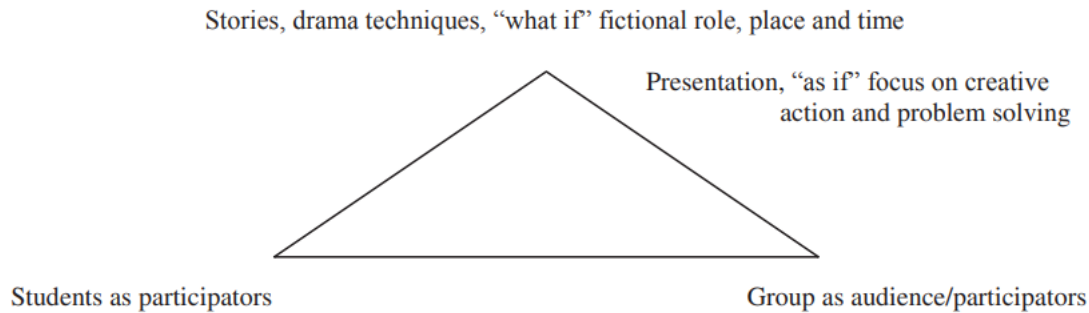 Stories, drama techniques, “what if” fictional role, place and time
Presentation, “as if” focus on creative
action and problem solving
Students as participators
Group as audience/participators